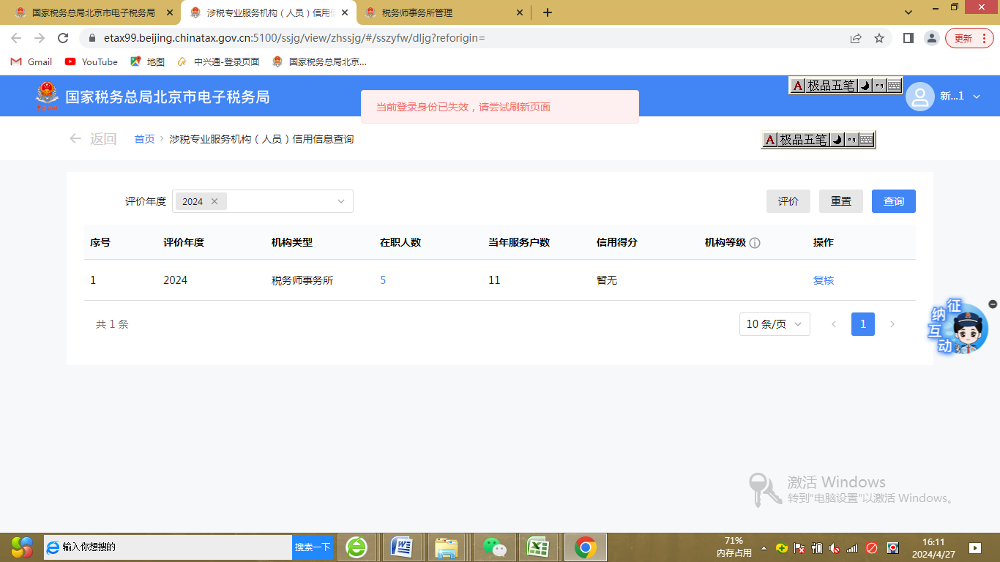 国家税务总局北京市电子税务局
涉税专业服务机构（人员）信用信
税务师事务所管理
etax99.beijing.chinatax.gov.cn:5100/ssjg/view/zhssjg/#/sszyfw/dljg?reforigin=
更新
Gmail
YouTube
地图
中兴通-登录页面
国家税务总局北京...
国家税务总局北京市电子税务局
当前登录身份已失效，请尝试刷新页面
A 极品五笔
新...1
返回
首页 > 涉税专业服务机构（人员）信用信息查询
A 极品五笔
评价年度
2024
评价
重置
查询
序号 评价年度 机构类型 在职人数 当年服务户数 信用得分 机构等级 操作
1 2024 税务师事务所 5 11 暂无 复核
共 1 条
10 条/页
1
征纳互动
激活 Windows
转到"电脑设置"以激活 Windows。
输入你想搜的
搜索一下
71%
内存占用
16:11
2024/4/27